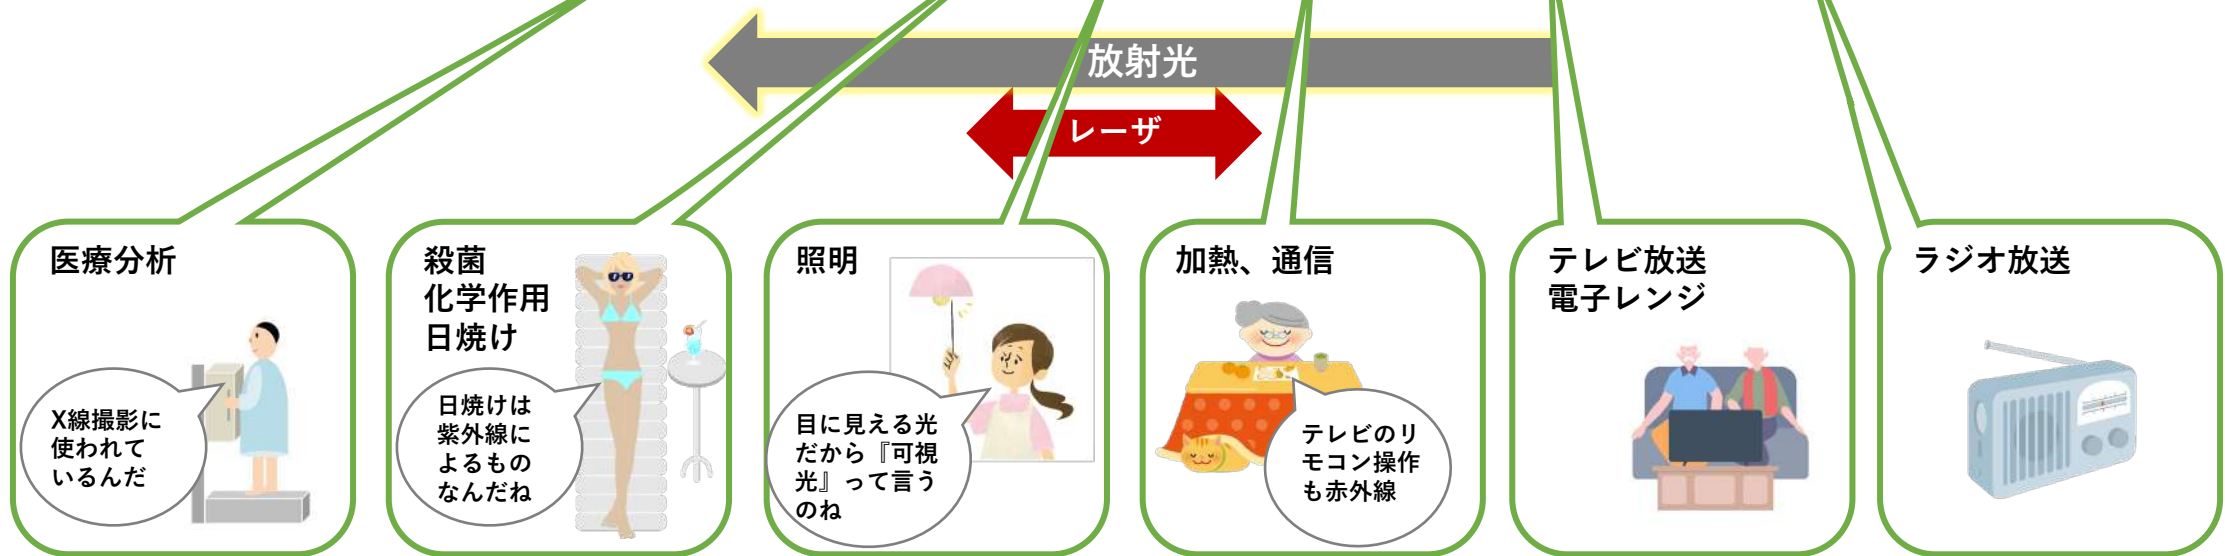 放射光
レーザ
医療分析
X線撮影に
使われて
いるんだ
殺菌
化学作用
日焼け
日焼けは
紫外線に
よるもの
なんだね
照明
目に見える光
だから『可視
光』って言う
のね
加熱、通信
テレビのリ
モコン操作
も赤外線
テレビ放送
電子レンジ
ラジオ放送